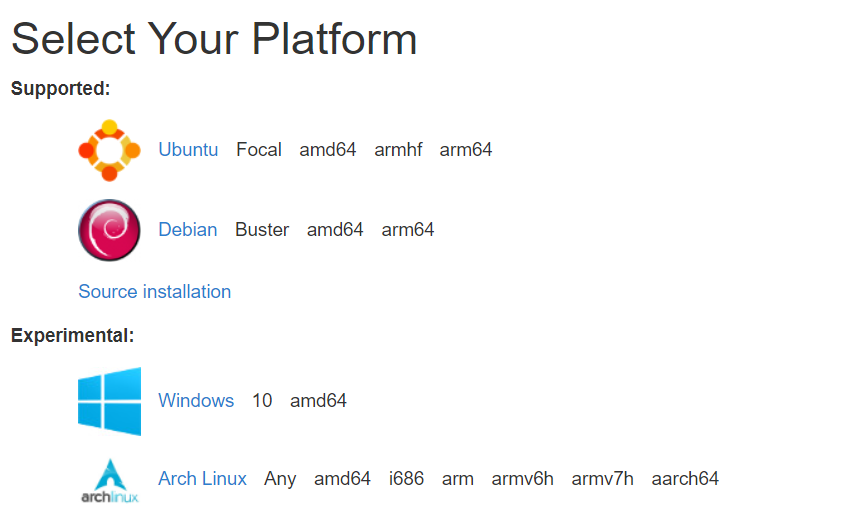 Select Your Platform
Supported:
Ubuntu Focal amd64 armhf arm64
Debian Buster amd64 arm64
Source installation
Experimental:
Windows 10 amd64
archlinux Arch Linux Any amd64 i686 arm armv6h armv7h aarch64